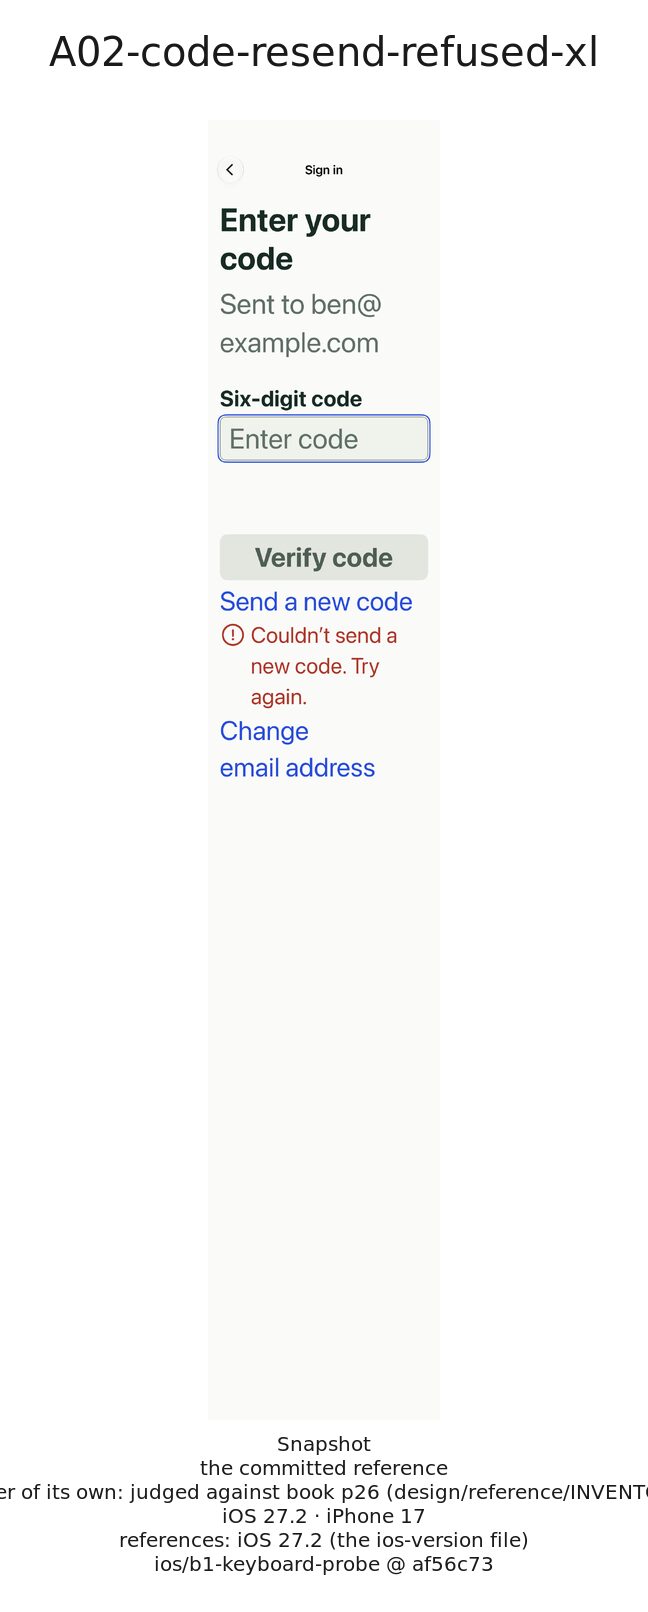 A02-code-resend-refused-xl
Sign in
Enter your
code
Sent to ben@
example.com
Six-digit code
Enter code
Verify code
Send a new code
Couldn’t send a
new code. Try
again.
Change
email address
Snapshot
the committed reference
of its own: judged against book p26 (design/reference/
iOS 27.2 · iPhone 17
references: iOS 27.2 (the ios-version file)
ios/b1-keyboard-probe @ af56c73